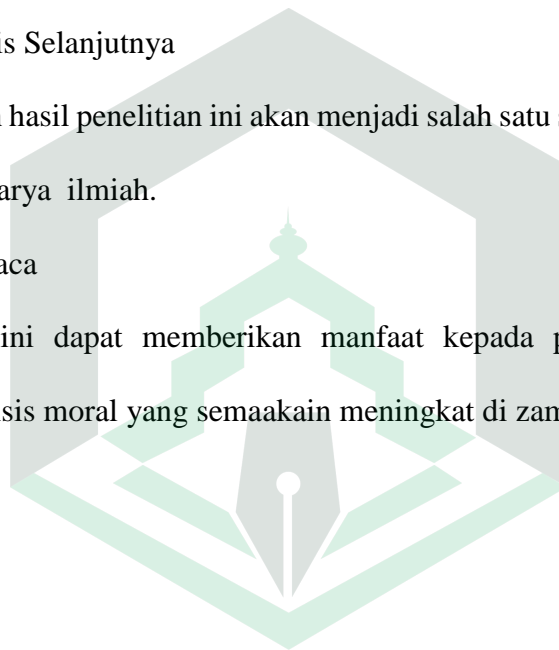 is Selanjutnya
hasil penelitian ini akan menjadi salah satu
arya ilmiah.
aca
ini dapat memberikan manfaat kepada p
sis moral yang semaakain meningkat di zam